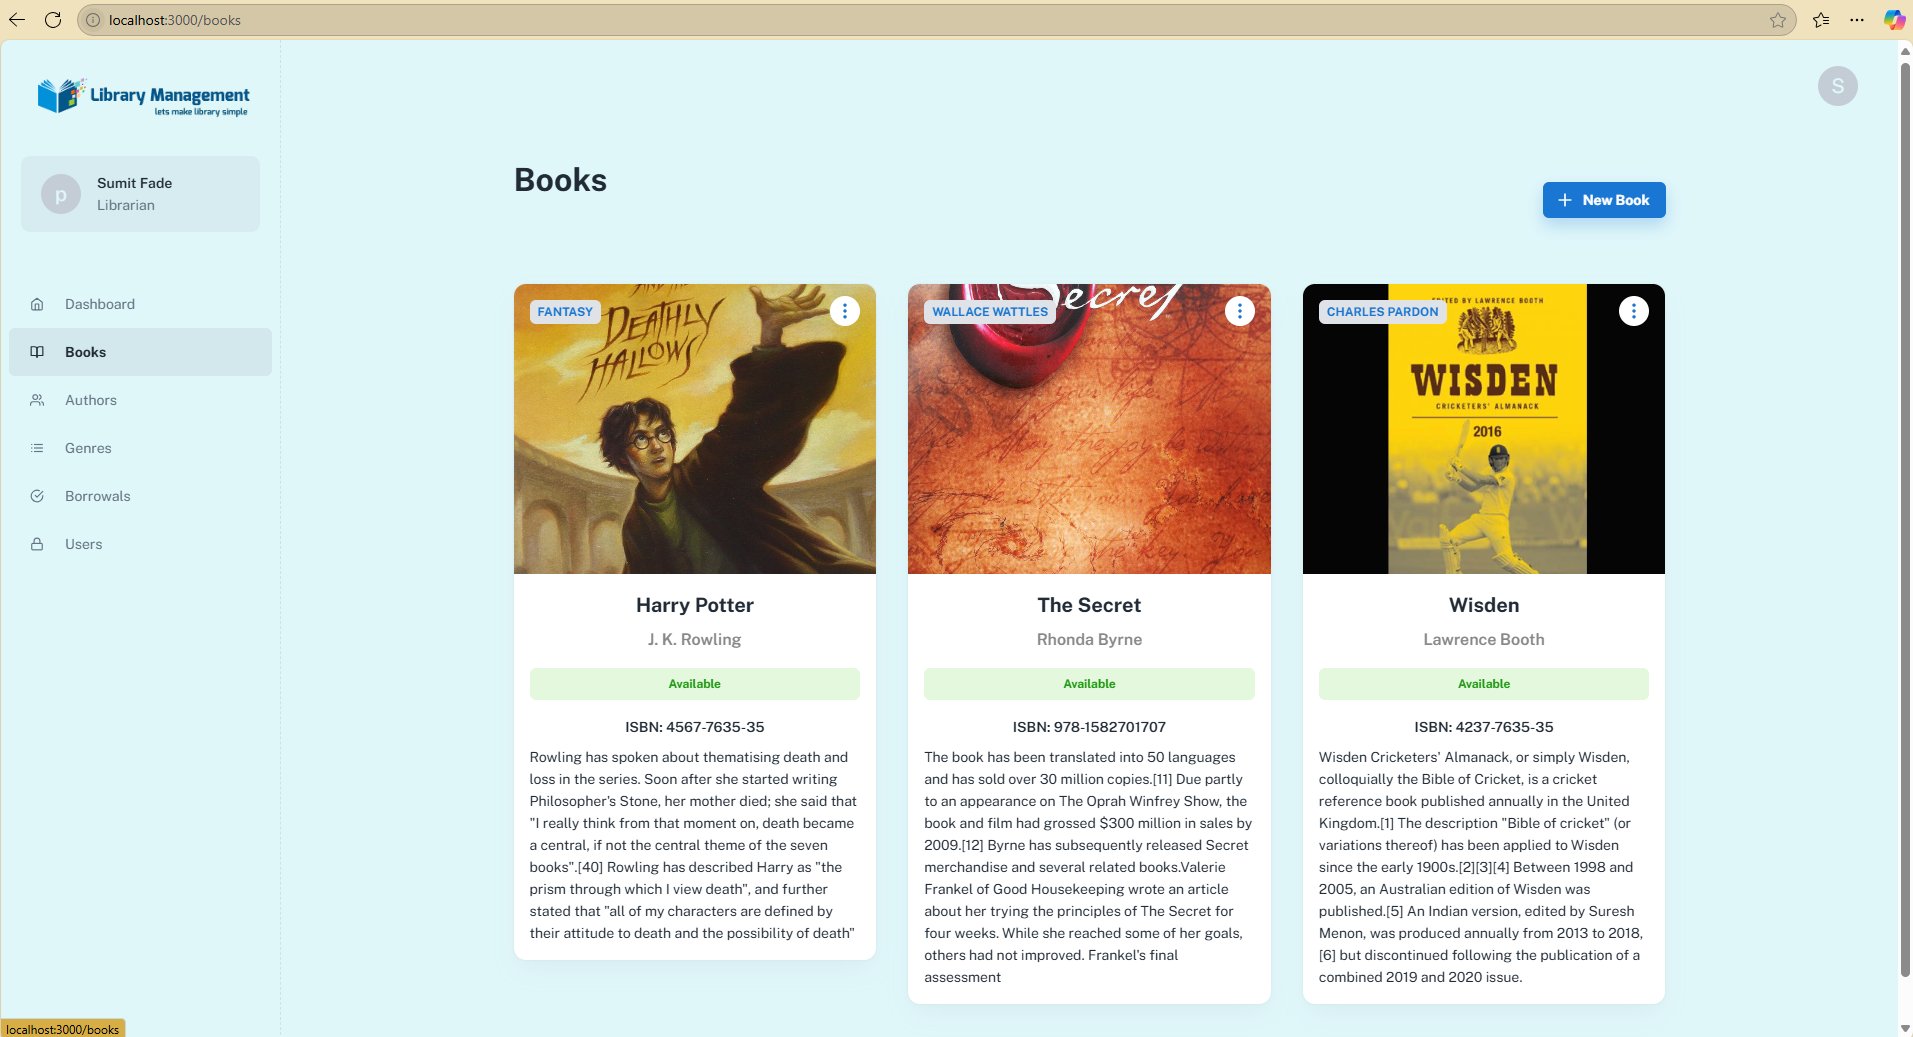 localhost:3000/books
Library Management
lets make library simple
S
p
Sumit Fade
Librarian
Dashboard
Books
Authors
Genres
Borrowals
Users
Books
New Book
FANTASY
AND THE
DEATHLY
HALLOWS
Harry Potter
J. K. Rowling
Available
ISBN: 4567-7635-35
Rowling has spoken about thematising death and
loss in the series. Soon after she started writing
Philosopher's Stone, her mother died; she said that
"I really think from that moment on, death became
a central, if not the central theme of the seven
books".[40] Rowling has described Harry as "the
prism through which I view death", and further
stated that "all of my characters are defined by
their attitude to death and the possibility of death"
WALLACE WATTLES
Secret
The Secret
Rhonda Byrne
Available
ISBN: 978-1582701707
The book has been translated into 50 languages
and has sold over 30 million copies.[11] Due partly
to an appearance on The Oprah Winfrey Show, the
book and film had grossed $300 million in sales by
2009.[12] Byrne has subsequently released Secret
merchandise and several related books.Valerie
Frankel of Good Housekeeping wrote an article
about her trying the principles of The Secret for
four weeks. While she reached some of her goals,
others had not improved. Frankel's final
assessment
CHARLES PARDON
EDITED BY LAWRENCE BOOTH
WISDEN
CRICKETERS' ALMANACK
2016
Wisden
Lawrence Booth
Available
ISBN: 4237-7635-35
Wisden Cricketers' Almanack, or simply Wisden,
colloquially the Bible of Cricket, is a cricket
reference book published annually in the United
Kingdom.[1] The description "Bible of cricket" (or
variations thereof) has been applied to Wisden
since the early 1900s.[2][3][4] Between 1998 and
2005, an Australian edition of Wisden was
published.[5] An Indian version, edited by Suresh
Menon, was produced annually from 2013 to 2018,
[6] but discontinued following the publication of a
combined 2019 and 2020 issue.
localhost:3000/books